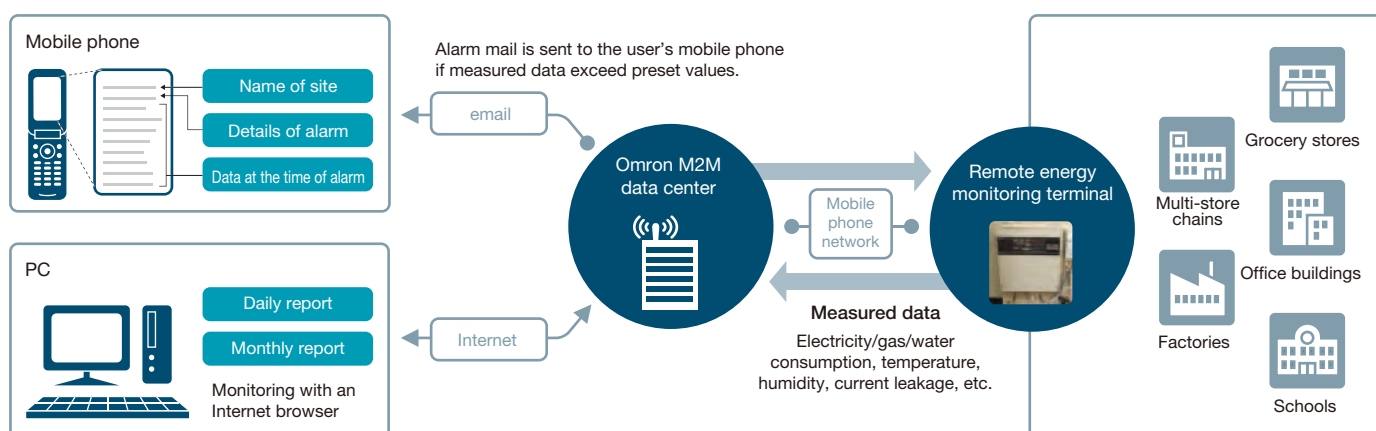 Mobile phone
Name of site
Details of alarm
Data at the time of alarm
Alarm mail is sent to the user's mobile phone
if measured data exceed preset values.
email
PC
Daily report
Monthly report
Monitoring with an
Internet browser
Internet
Omron M2M
data center
Mobile
phone
network
Measured data
Electricity/gas/water
consumption, temperature,
humidity, current leakage, etc.
Remote energy
monitoring terminal
Grocery stores
Multi-store
chains
Office buildings
Factories
Schools